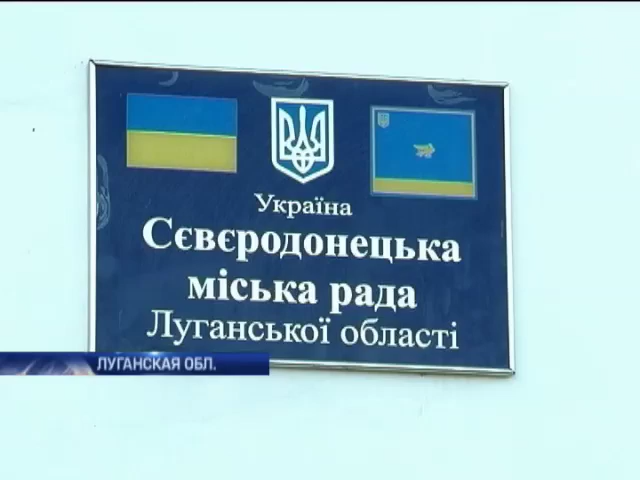 Україна
Сєвєродонецька
міська рада
Луганської області
ЛУГАНСКАЯ ОБЛ.